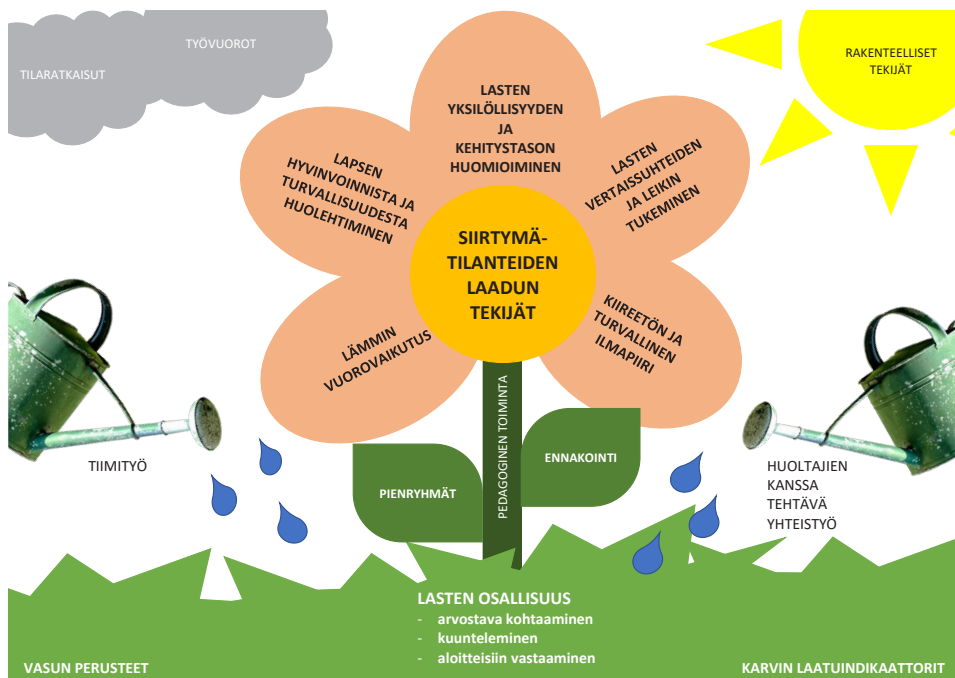 TYÖVUOROT
TILARATKAISUT
RAKENTEELLISET
TEKIJÄT
LASTEN
YKSILÖLLISYYDEN
JA
KEHITYSTASON
HUOMIOIMINEN
LAPSEN
HYVINVOINNISTA JA
TURVALLISUUDESTA
HUOLEHTIMINEN
LASTEN
VERTAISSUHTEIDEN
JA LEIKIN
TUKEMINEN
SIIRTYMÄ-
TILANTEIDEN
LAADUN
TEKIJÄT
LÄMMIN
VUOROVAIKUTUS
KIIREETÖN JA
TURVALLINEN
ILMAPIIRI
PEDAGOGINEN TOIMINTA
TIIMITYÖ
PIENRYHMÄT
ENNAKOINTI
HUOLTAJIEN
KANSSA
TEHTÄVÄ
YHTEISTYÖ
LASTEN OSALLISUUS
- arvostava kohtaaminen
- kuunteleminen
- aloitteisiin vastaaminen
VASUN PERUSTEET
KARVIN LAATUINDIKAATTORIT